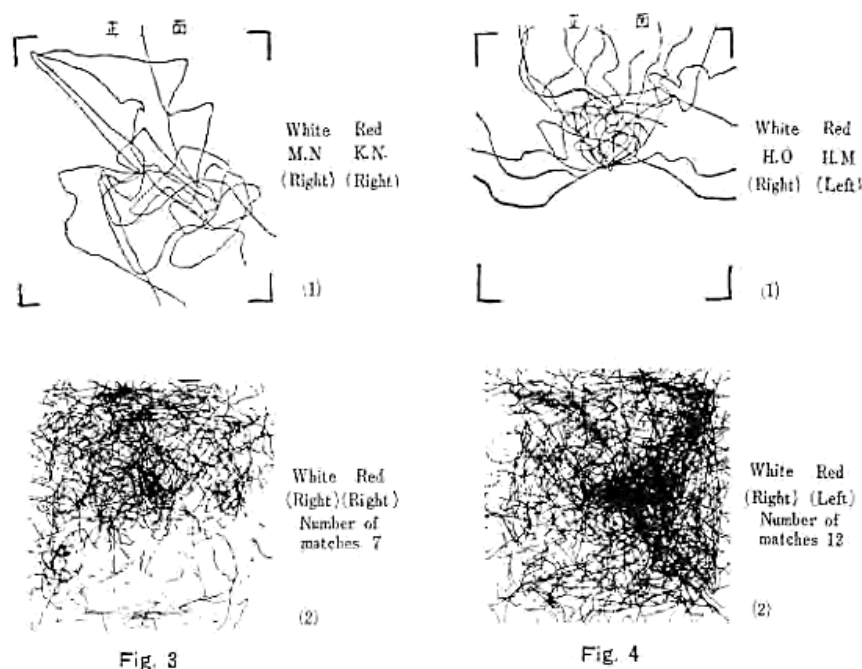 正 面
White Red
M.N K.N.
(Right) (Right)
(1)
正 面
White Red
H.O H.M
(Right) (Left)
(1)
White Red
(Right)(Right)
Number of
matches 7
(2)
White Red
(Right) (Left)
Number of
matches 12
(2)
Fig. 3
Fig. 4